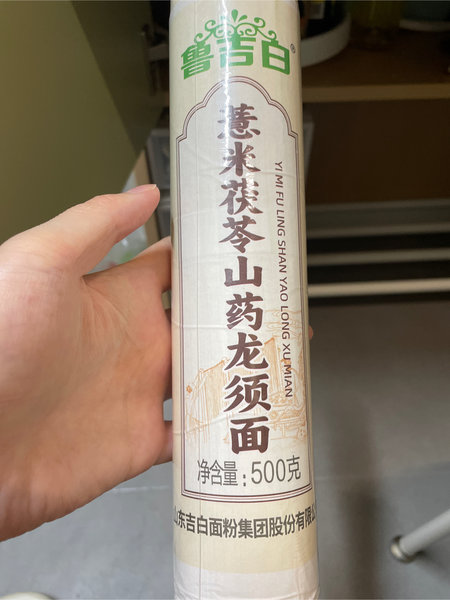 鲁吉白®
薏米茯苓山药龙须面
YI MI FU LING SHAN YAO LONG XU MIAN
净含量:500克
山东吉白面粉集团股份有限公